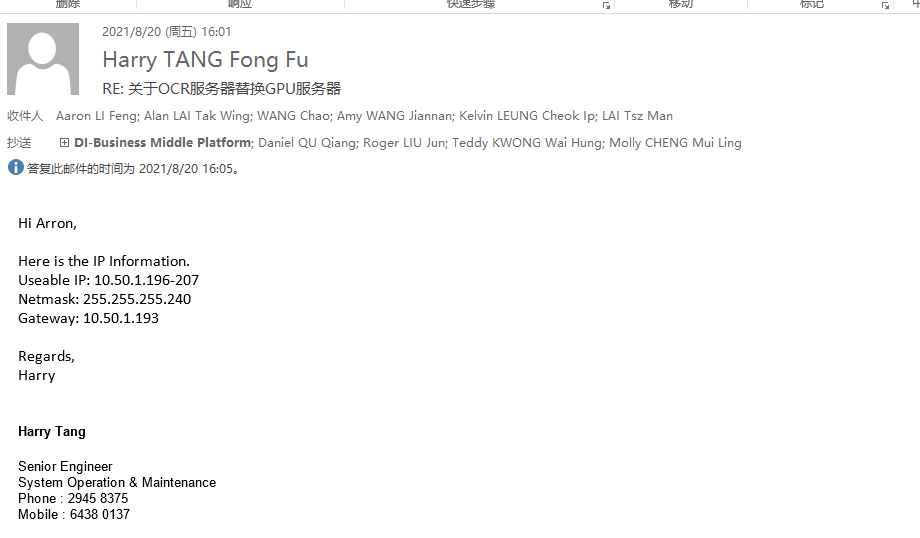 删除 响应 快速步骤 移动 标记
2021/8/20 (周五) 16:01
Harry TANG Fong Fu
RE: 关于OCR服务器替换GPU服务器
收件人 Aaron LI Feng; Alan LAI Tak Wing; WANG Chao; Amy WANG Jiannan; Kelvin LEUNG Cheok Ip; LAI Tsz Man
抄送 DI-Business Middle Platform; Daniel QU Qiang; Roger LIU Jun; Teddy KWONG Wai Hung; Molly CHENG Mui Ling
答复此邮件的时间为 2021/8/20 16:05。
Hi Arron,
Here is the IP Information.
Useable IP: 10.50.1.196-207
Netmask: 255.255.255.240
Gateway: 10.50.1.193
Regards,
Harry
Harry Tang
Senior Engineer
System Operation & Maintenance
Phone : 2945 8375
Mobile : 6438 0137